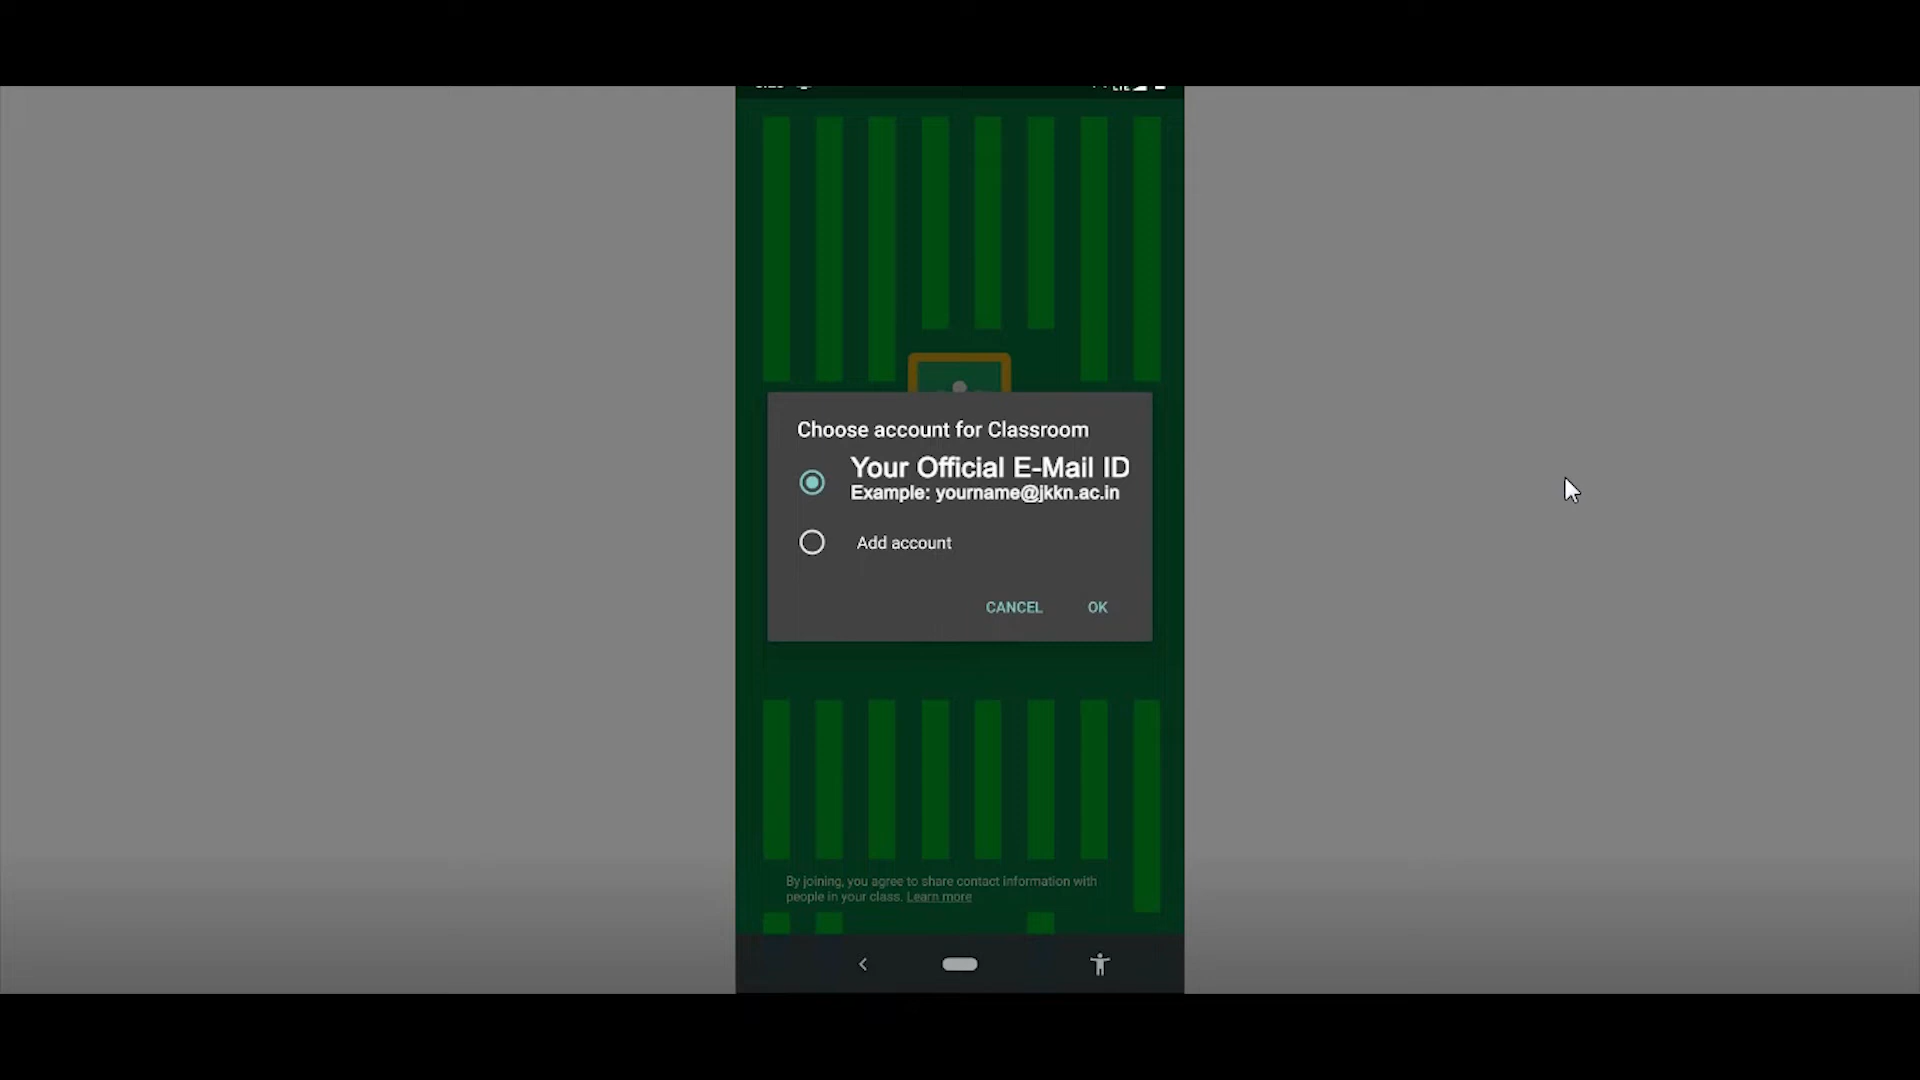 LTE
Choose account for Classroom
Your Official E-Mail ID
Example: yourname@jkkn.ac.in
Add account
CANCEL
OK
By joining, you agree to share contact information with
people in your class. Learn more